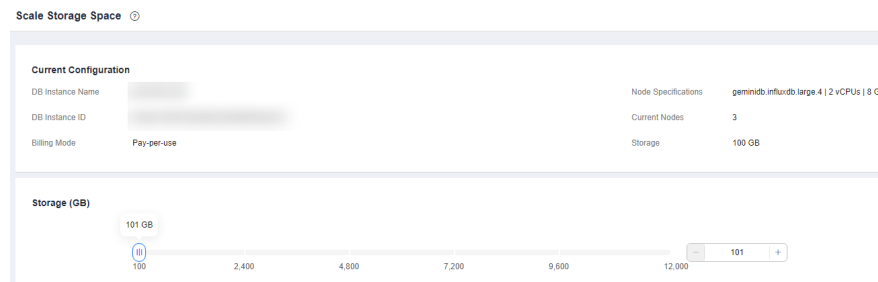 Scale Storage Space ?
Current Configuration
DB Instance Name
Node Specifications geminidb.influxdb.large.4 | 2 vCPUs | 8 G
DB Instance ID
Current Nodes 3
Billing Mode Pay-per-use
Storage 100 GB
Storage (GB)
101 GB
− 101 +
100 2,400 4,800 7,200 9,600 12,000